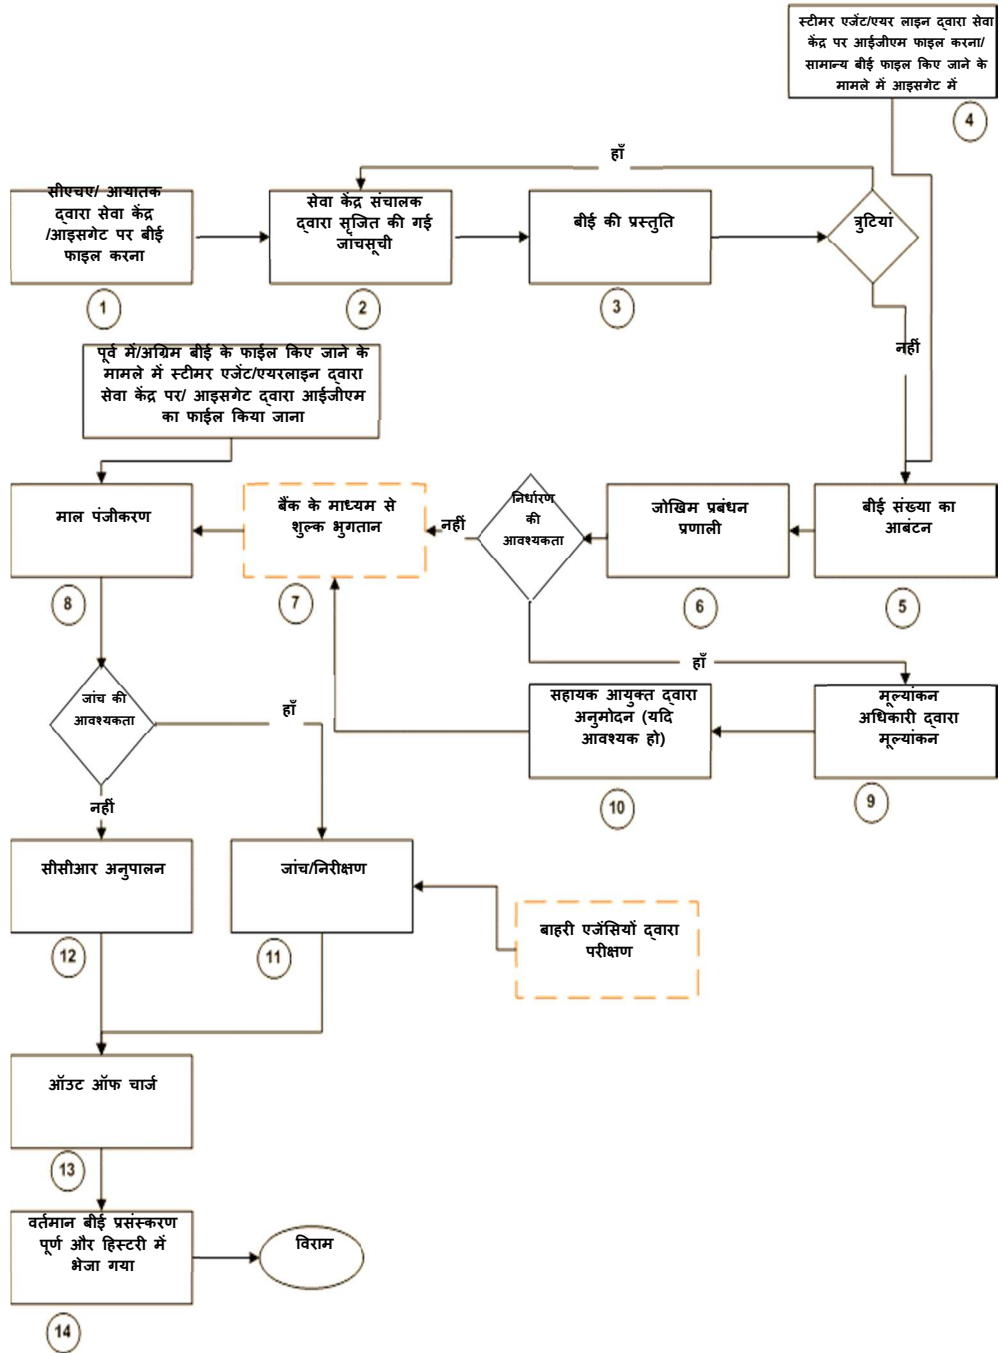 स्टीमर एजेंट/एयर लाइन द्वारा सेवा
केंद्र पर आईजीएम फाइल करना/
सामान्य बीई फाइल किए जाने के
मामले में आइसगेट में
4
हाँ
सीएचए/ आयातक
द्वारा सेवा केंद्र
/आइसगेट पर बीई
फाइल करना
1
सेवा केंद्र संचालक
द्वारा सृजित की गई
जांचसूची
2
बीई की प्रस्तुति
3
त्रुटियां
नहीं
पूर्व में/अग्रिम बीई के फाईल किए जाने के
मामले में स्टीमर एजेंट/एयरलाइन द्वारा
सेवा केंद्र पर/ आइसगेट द्वारा आईजीएम
का फाईल किया जाना
माल पंजीकरण
8
बैंक के माध्यम से
शुल्क भुगतान
7
नहीं
निर्धारण
की
आवश्यकता
जोखिम प्रबंधन
प्रणाली
6
बीई संख्या का
आबंटन
5
हाँ
जांच की
आवश्यकता
हाँ
सहायक आयुक्त द्वारा
अनुमोदन (यदि
आवश्यक हो)
10
मूल्यांकन
अधिकारी द्वारा
मूल्यांकन
9
नहीं
सीसीआर अनुपालन
12
जांच/निरीक्षण
11
बाहरी एजेंसियों द्वारा
परीक्षण
ऑउट ऑफ चार्ज
13
वर्तमान बीई प्रसंस्करण
पूर्ण और हिस्टरी में
भेजा गया
14
विराम